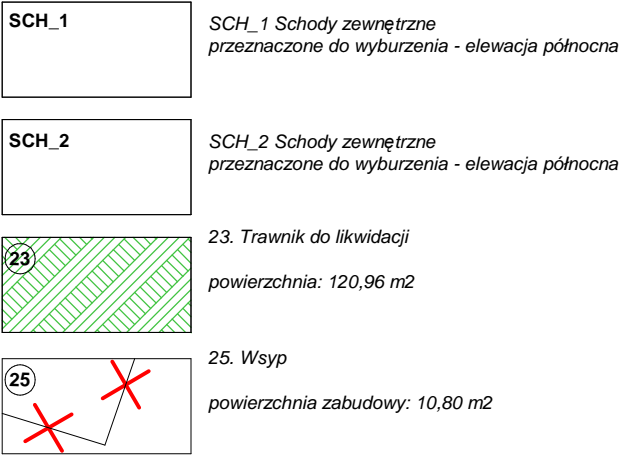 SCH_1
SCH_1 Schody zewnętrzne
przeznaczone do wyburzenia - elewacja północna
SCH_2
SCH_2 Schody zewnętrzne
przeznaczone do wyburzenia - elewacja północna
23
23. Trawnik do likwidacji
powierzchnia: 120,96 m2
25
25. Wsyp
powierzchnia zabudowy: 10,80 m2